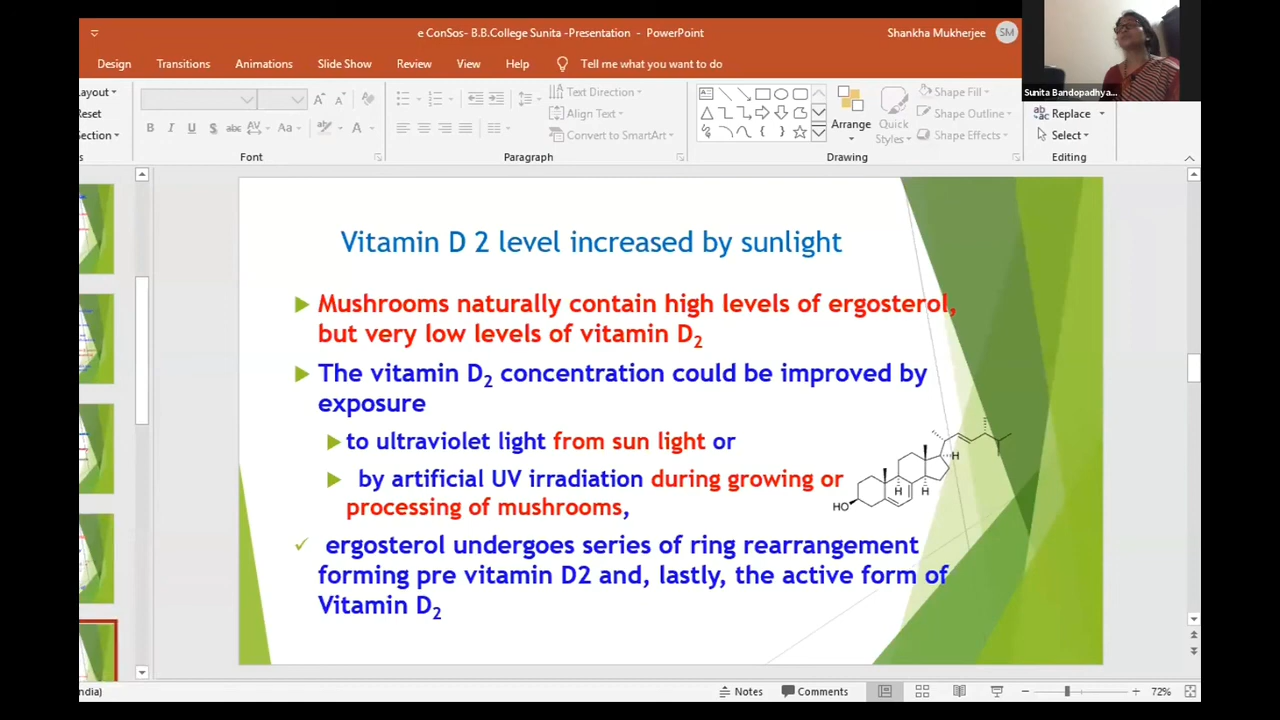 e ConSos- B.B.College Sunita -Presentation - PowerPoint
Shankha Mukherjee SM
Sunita Bandopadhya...
Design Transitions Animations Slide Show Review View Help Tell me what you want to do
ayout
Reset
Section
Text Direction
Align Text
Convert to SmartArt
Arrange
Quick
Styles
Shape Fill
Shape Outline
Shape Effects
Replace
Select
B I U S abc AV Aa A
Font Paragraph Drawing Editing
Vitamin D 2 level increased by sunlight
Mushrooms naturally contain high levels of ergosterol,
but very low levels of vitamin D2
The vitamin D2 concentration could be improved by
exposure
to ultraviolet light from sun light or
by artificial UV irradiation during growing or
processing of mushrooms,
H
H H
HO
ergosterol undergoes series of ring rearrangement
forming pre vitamin D2 and, lastly, the active form of
Vitamin D2
ndia) Notes Comments 72%